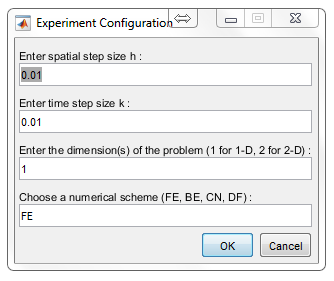 Experiment Configuration
Enter spatial step size h :
0.01
Enter time step size k :
0.01
Enter the dimension(s) of the problem (1 for 1-D, 2 for 2-D) :
1
Choose a numerical scheme (FE, BE, CN, DF) :
FE
OK Cancel